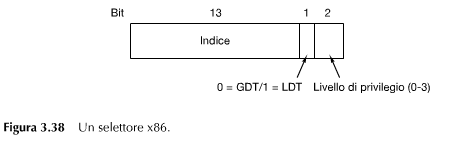 Bit 13 1 2
Indice
0 = GDT/1 = LDT Livello di privilegio (0-3)
Figura 3.38 Un selettore x86.